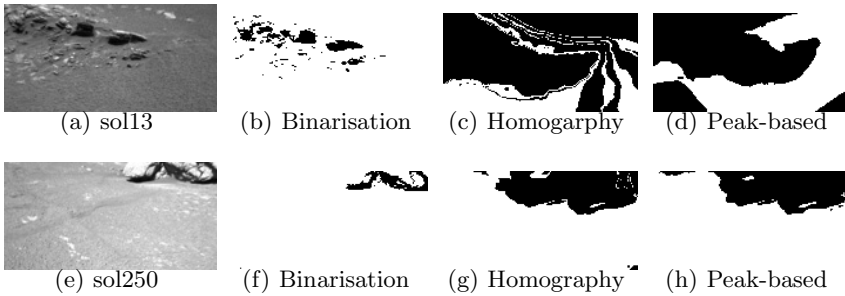 (a) sol13 (b) Binarisation (c) Homogarphy (d) Peak-based
(e) sol250 (f) Binarisation (g) Homography (h) Peak-based